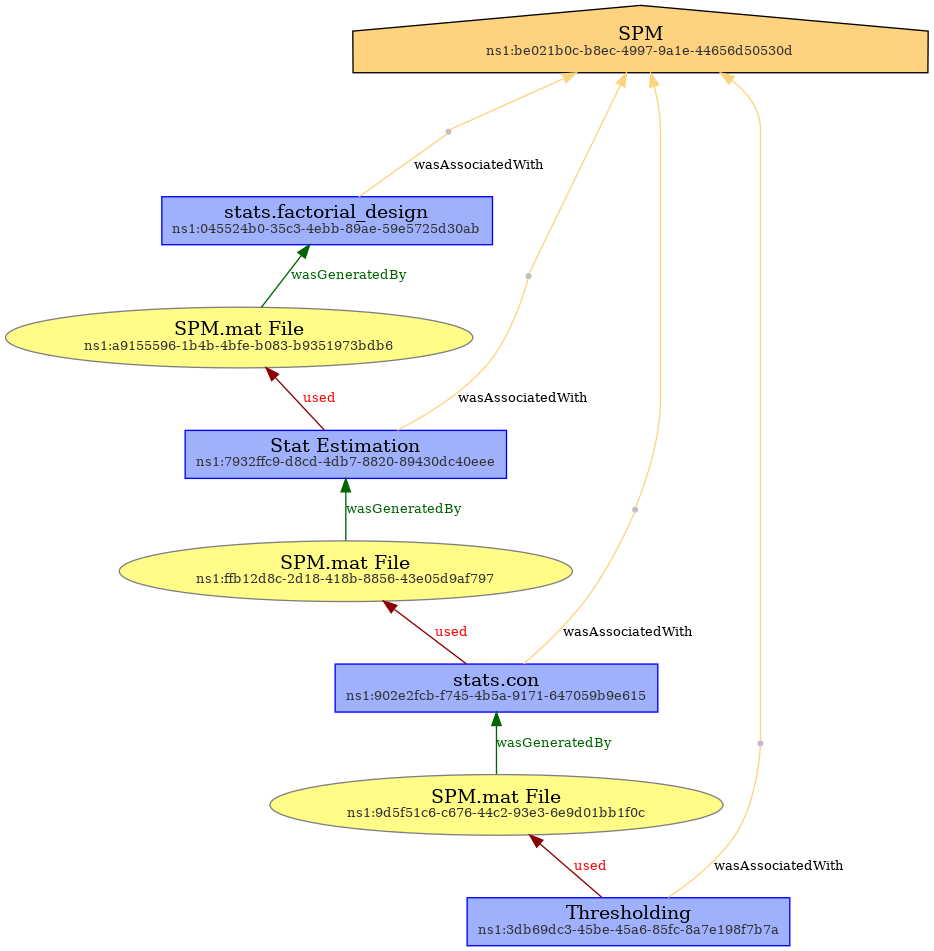 SPM
ns1:be021b0c-b8ec-4997-9a1e-44656d50530d
wasAssociatedWith
stats.factorial_design
ns1:045524b0-35c3-4ebb-89ae-59e5725d30ab
wasGeneratedBy
SPM.mat File
ns1:a9155596-1b4b-4bfe-b083-b9351973bdb6
used
wasAssociatedWith
Stat Estimation
ns1:7932ffc9-d8cd-4db7-8820-89430dc40eee
wasGeneratedBy
SPM.mat File
ns1:ffb12d8c-2d18-418b-8856-43e05d9af797
used
wasAssociatedWith
stats.con
ns1:902e2fcb-f745-4b5a-9171-647059b9e615
wasGeneratedBy
SPM.mat File
ns1:9d5f51c6-c676-44c2-93e3-6e9d01bb1f0c
used
wasAssociatedWith
Thresholding
ns1:3db69dc3-45be-45a6-85fc-8a7e198f7b7a